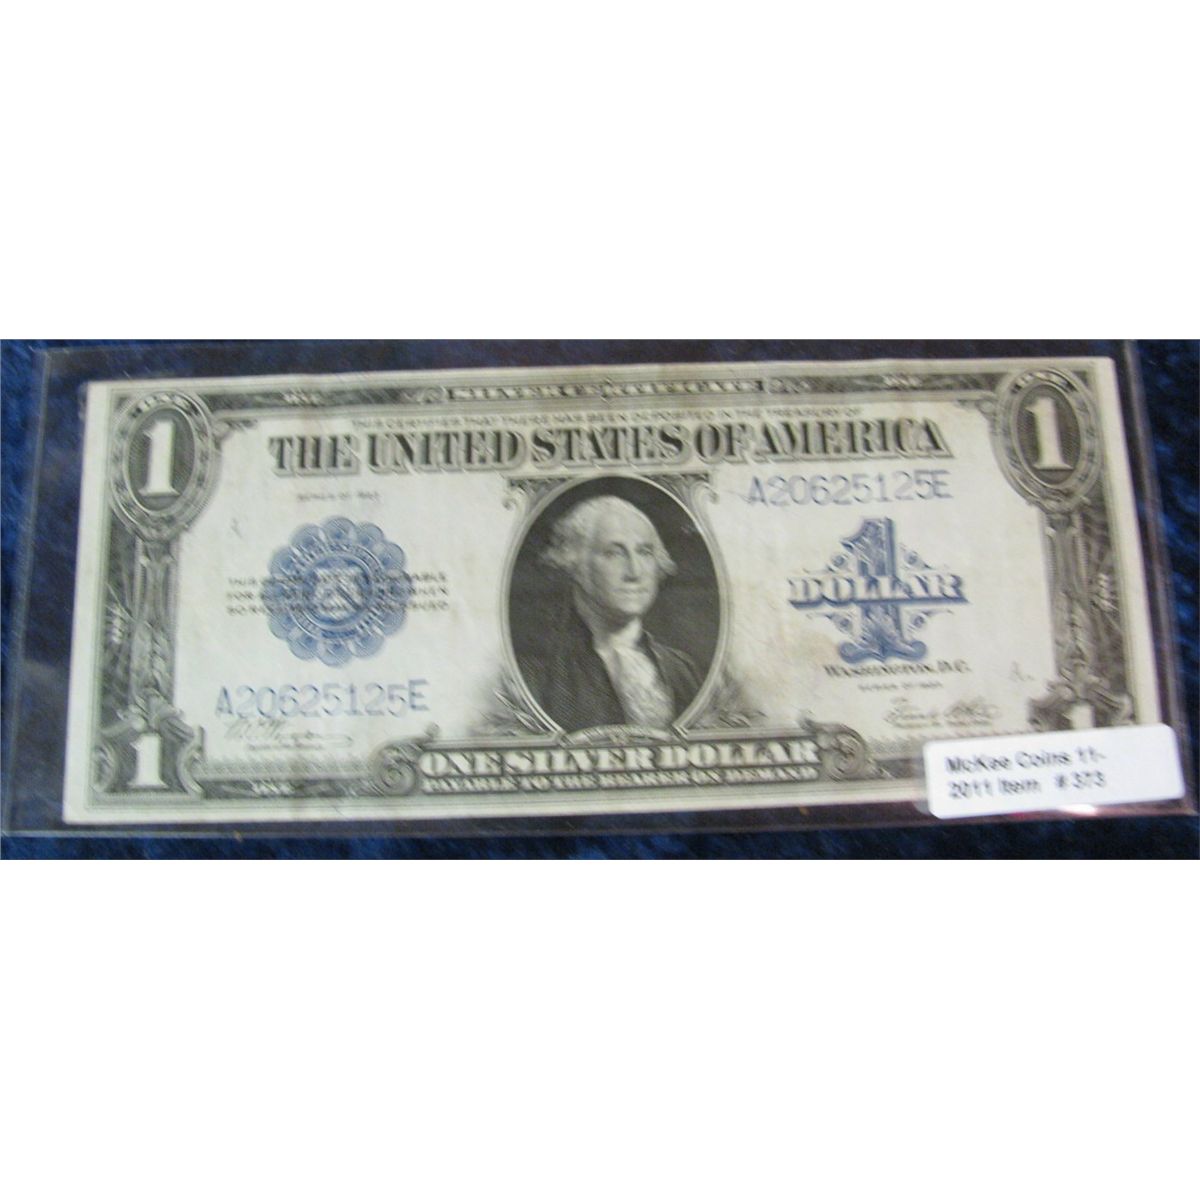 ONE
ONE
SILVER CERTIFICATE
1
1
THIS CERTIFIES THAT THERE HAS BEEN DEPOSITED IN THE TREASURY OF
THE UNITED STATES OF AMERICA
A20625125E
1
DOLLAR
WASHINGTON, D.C.
A20625125E
ONE SILVER DOLLAR
PAYABLE TO THE BEARER ON DEMAND
1
ONE
McKee Coins 11-
2011 Item #373